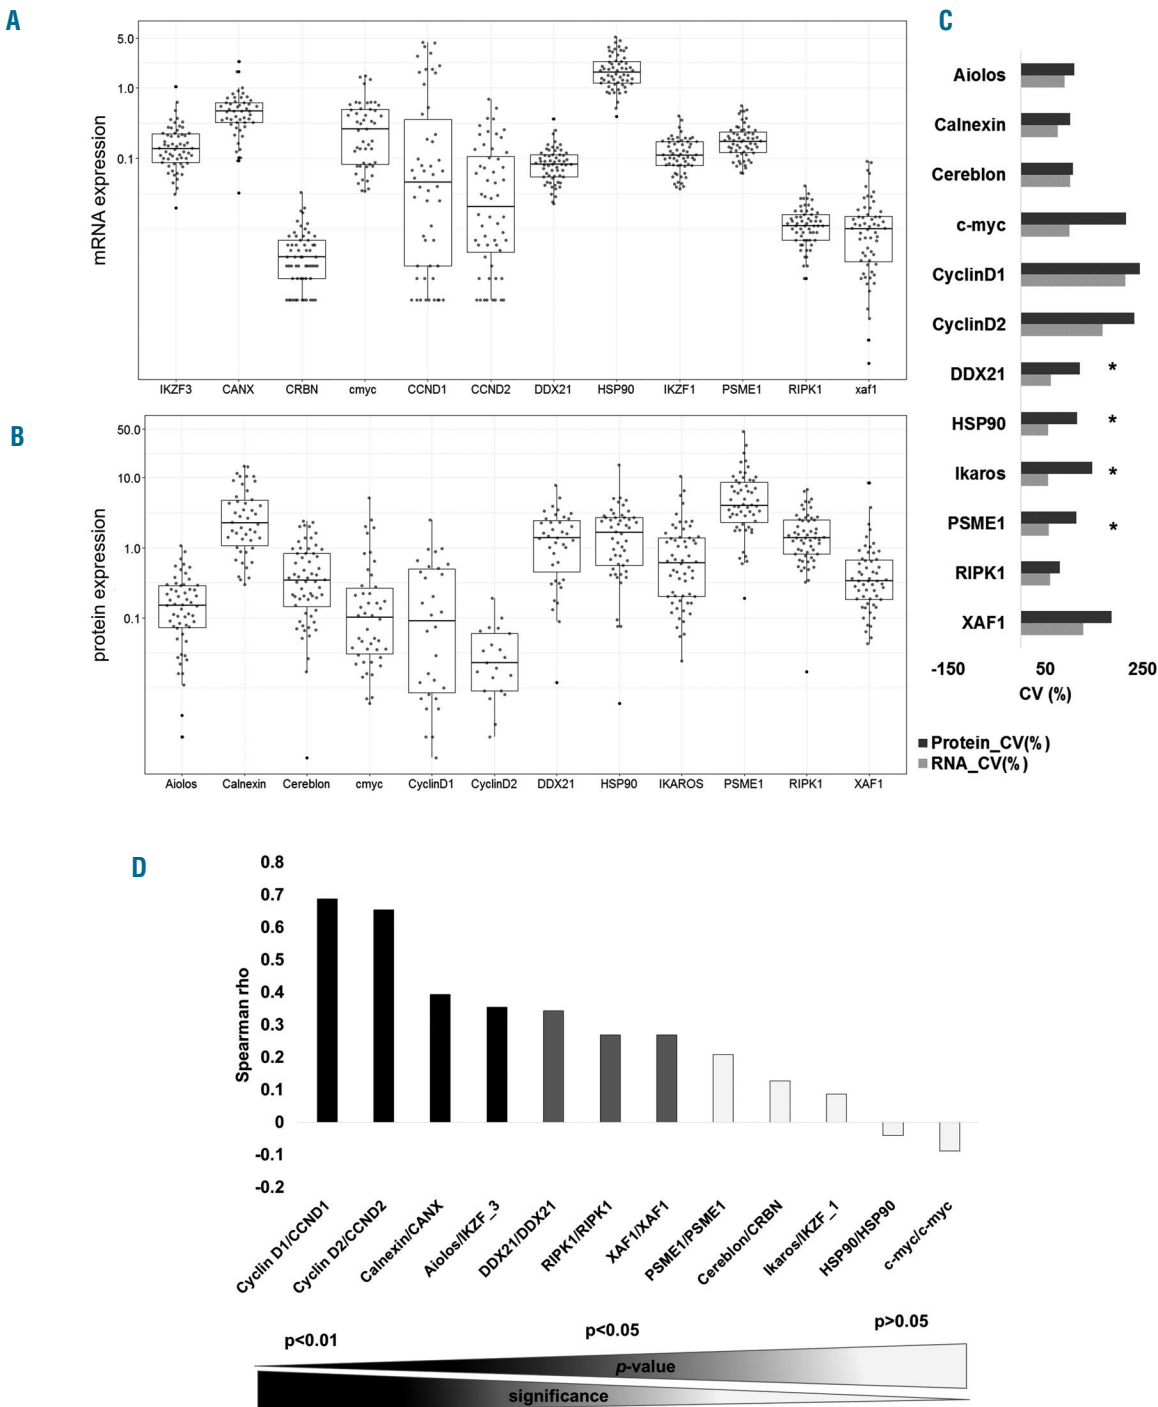 A
5.0
1.0
0.1
mRNA expression
IKZF3 CANX CRBN cmyc CCND1 CCND2 DDX21 HSP90 IKZF1 PSME1 RIPK1 xaf1
B
50.0
10.0
1.0
0.1
protein expression
Aiolos Calnexin Cereblon cmyc CyclinD1 CyclinD2 DDX21 HSP90 IKAROS PSME1 RIPK1 XAF1
C
Aiolos
Calnexin
Cereblon
c-myc
CyclinD1
CyclinD2
DDX21 *
HSP90 *
Ikaros *
PSME1 *
RIPK1
XAF1
-150 50 250
CV (%)
Protein_CV(%)
RNA_CV(%)
D
0.8
0.7
0.6
0.5
0.4
0.3
0.2
0.1
0
-0.1
-0.2
Spearman rho
Cyclin D1/CCND1
Cyclin D2/CCND2
Calnexin/CANX
Aiolos/IKZF_3
DDX21/DDX21
RIPK1/RIPK1
XAF1/XAF1
PSME1/PSME1
Cereblon/CRBN
Ikaros/IKZF_1
HSP90/HSP90
c-myc/c-myc
p<0.01 p<0.05 p>0.05
p-value
significance